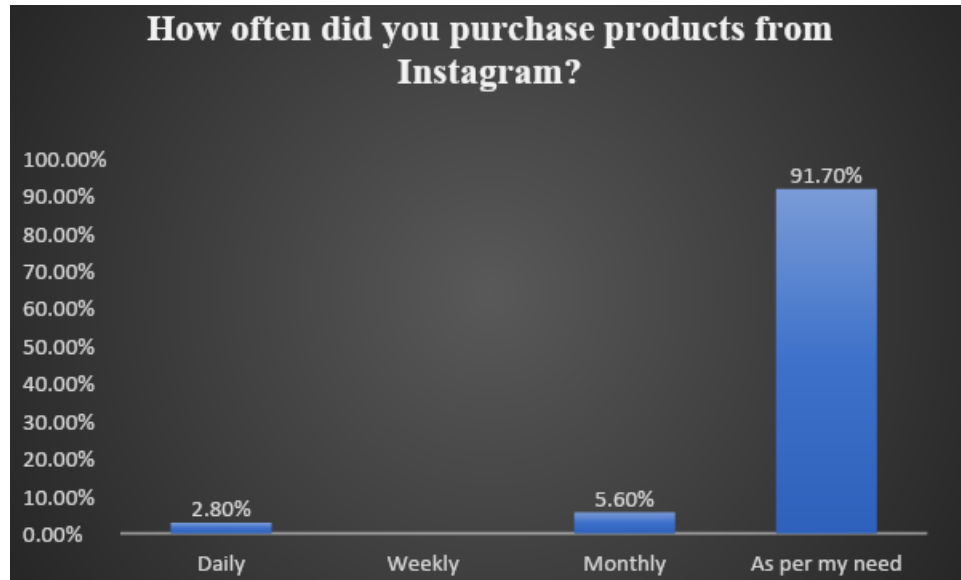 How often did you purchase products from
Instagram?
100.00%
90.00%
80.00%
70.00%
60.00%
50.00%
40.00%
30.00%
20.00%
10.00%
0.00%
2.80%
5.60%
91.70%
Daily
Weekly
Monthly
As per my need